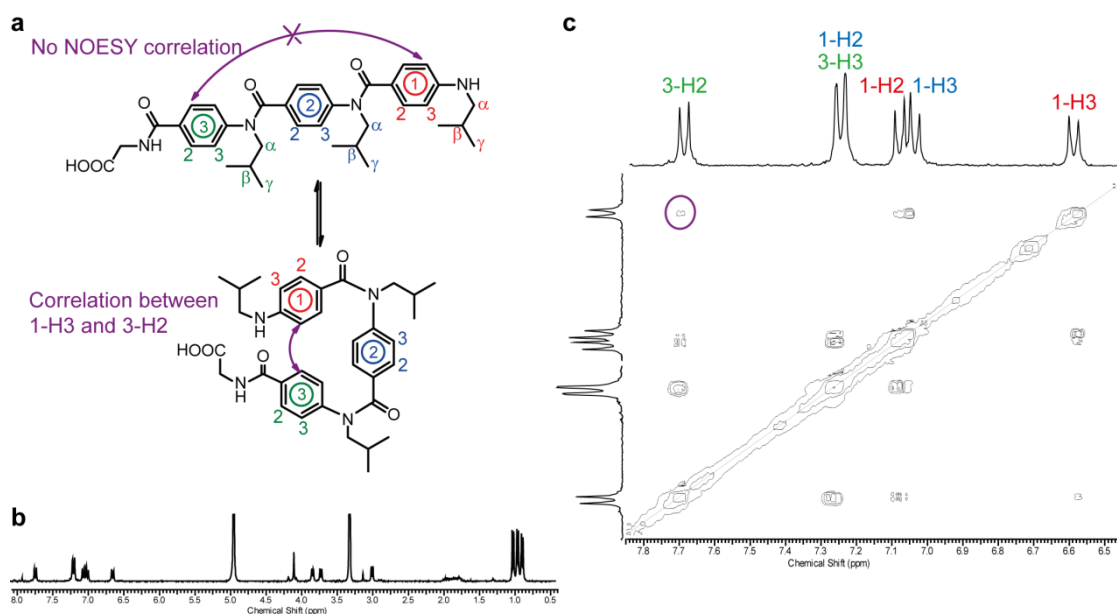 a
No NOESY correlation
O
O
O
1
NH
2
3
α
β
γ
N
2
2
3
α
β
γ
N
3
2
3
α
β
γ
O
NH
HOOC
Correlation between
1-H3 and 3-H2
2
3
1
O
N
NH
HOOC
O
N
H
3
2
3
2
2
O
3
N
b
8.0 7.5 7.0 6.5 6.0 5.5 5.0 4.5 4.0 3.5 3.0 2.5 2.0 1.5 1.0 0.5
Chemical Shift (ppm)
c
1-H2
3-H3
3-H2
1-H2
1-H3
1-H3
7.8 7.7 7.6 7.5 7.4 7.3 7.2 7.1 7.0 6.9 6.8 6.7 6.6 6.5
Chemical Shift (ppm)